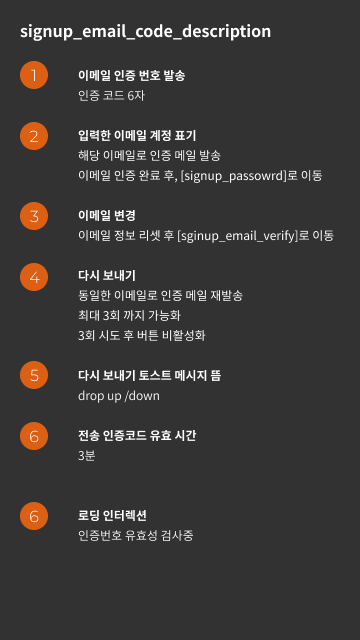 signup_email_code_description
1
이메일 인증 번호 발송
인증 코드 6자
2
입력한 이메일 계정 표기
해당 이메일로 인증 메일 발송
이메일 인증 완료 후, [signup_passowrd]로 이동
3
이메일 변경
이메일 정보 리셋 후 [sginup_email_verify]로 이동
4
다시 보내기
동일한 이메일로 인증 메일 재발송
최대 3회 까지 가능화
3회 시도 후 버튼 비활성화
5
다시 보내기 토스트 메시지 뜸
drop up /down
6
전송 인증코드 유효 시간
3분
6
로딩 인터렉션
인증번호 유효성 검사중